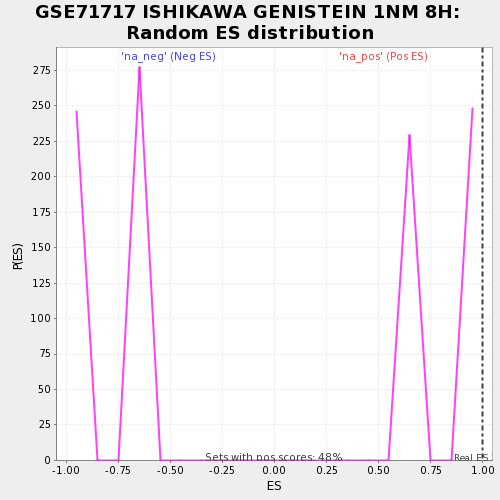 GSE71717 ISHIKAWA GENISTEIN 1NM 8H:
Random ES distribution
'na_neg' (Neg ES)
'na_pos' (Pos ES)
275
250
225
200
175
150
125
100
75
50
25
0
P(ES)
Sets with pos scores: 48%
Real ES
-1.00 -0.75 -0.50 -0.25 0.00 0.25 0.50 0.75 1.00
ES